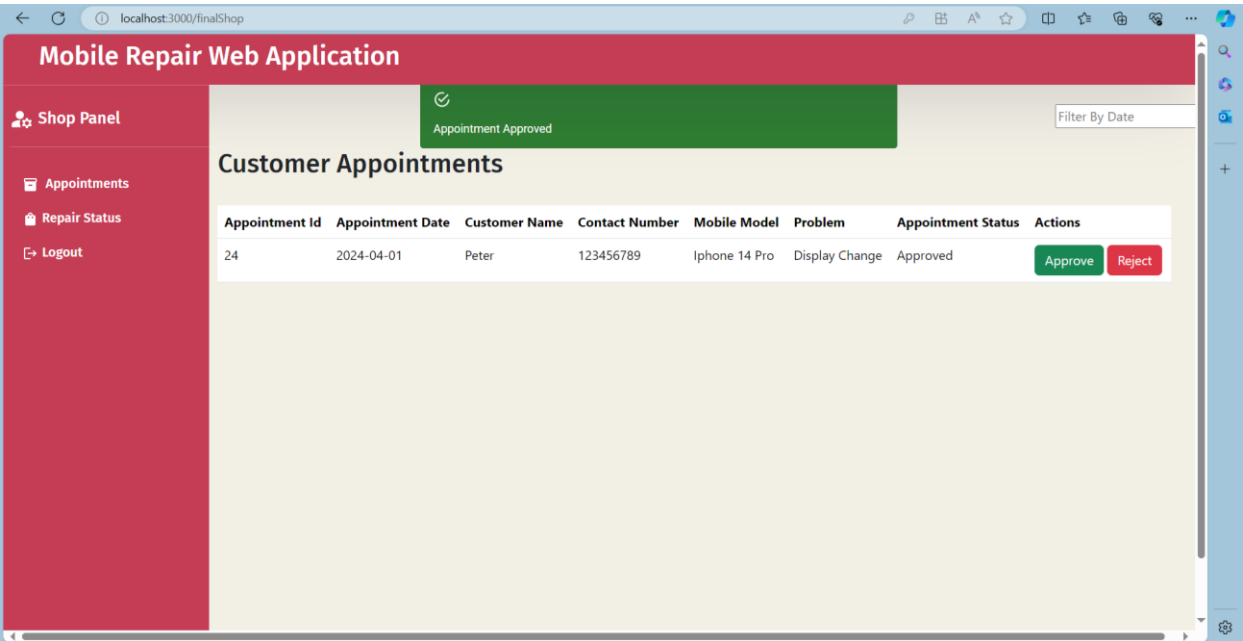 localhost:3000/finalShop
Mobile Repair Web Application
Shop Panel
Appointment Approved
Filter By Date
Customer Appointments
Appointments
Repair Status
Logout
Appointment Id Appointment Date Customer Name Contact Number Mobile Model Problem Appointment Status Actions
24 2024-04-01 Peter 123456789 Iphone 14 Pro Display Change Approved Approve Reject